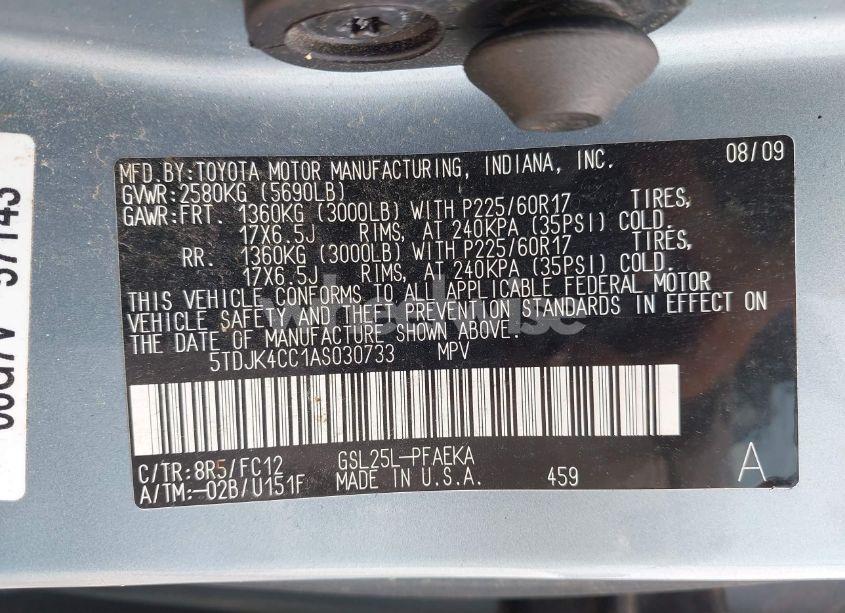 MFD.BY:TOYOTA MOTOR MANUFACTURING, INDIANA, INC. 08/09
GVWR:2580KG (5690LB)
GAWR:FRT. 1360KG (3000LB) WITH P225/60R17 TIRES,
17X6.5J RIMS, AT 240KPA (35PSI) COLD.
RR. 1360KG (3000LB) WITH P225/60R17 TIRES,
17X6.5J RIMS, AT 240KPA (35PSI) COLD.
THIS VEHICLE CONFORMS TO ALL APPLICABLE FEDERAL MOTOR
VEHICLE SAFETY AND THEFT PREVENTION STANDARDS IN EFFECT ON
THE DATE OF MANUFACTURE SHOWN ABOVE.
5TDJK4CC1AS030733 MPV
C/TR:8R5/FC12 GSL25L-PFAEKA
A/TM:-02B/U151F MADE IN U.S.A. 459 A